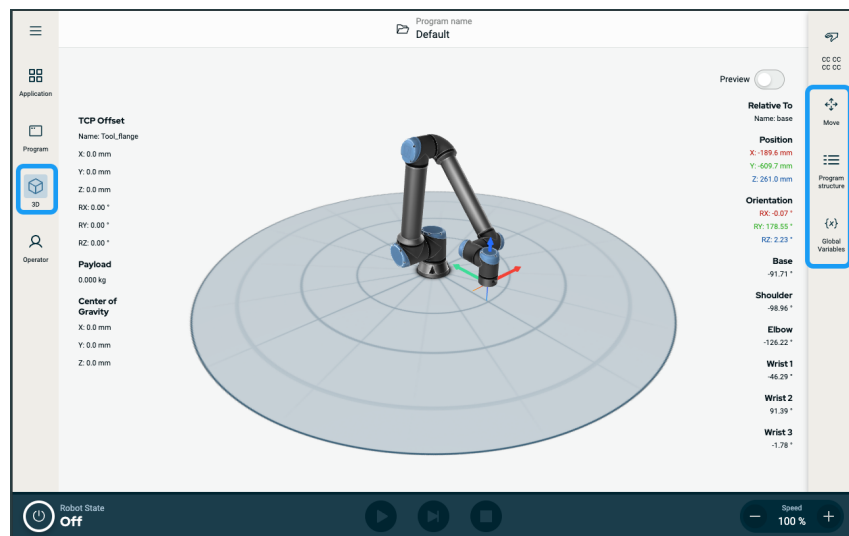 Program name
Default
Application
Program
3D
Operator
TCP Offset
Name: Tool_flange
X: 0.0 mm
Y: 0.0 mm
Z: 0.0 mm
RX: 0.00 °
RY: 0.00 °
RZ: 0.00 °
Payload
0.000 kg
Center of
Gravity
X: 0.0 mm
Y: 0.0 mm
Z: 0.0 mm
Preview
Relative To
Name: base
Position
X: -189.6 mm
Y: -609.7 mm
Z: 261.0 mm
Orientation
RX: -0.07 °
RY: 178.55 °
RZ: 2.23 °
Base
-91.71 °
Shoulder
-98.96 °
Elbow
-126.22 °
Wrist 1
-46.29 °
Wrist 2
91.39 °
Wrist 3
-1.78 °
CC CC
CC CC
Move
Program
structure
{x}
Global
Variables
Robot State
Off
Speed
100 %